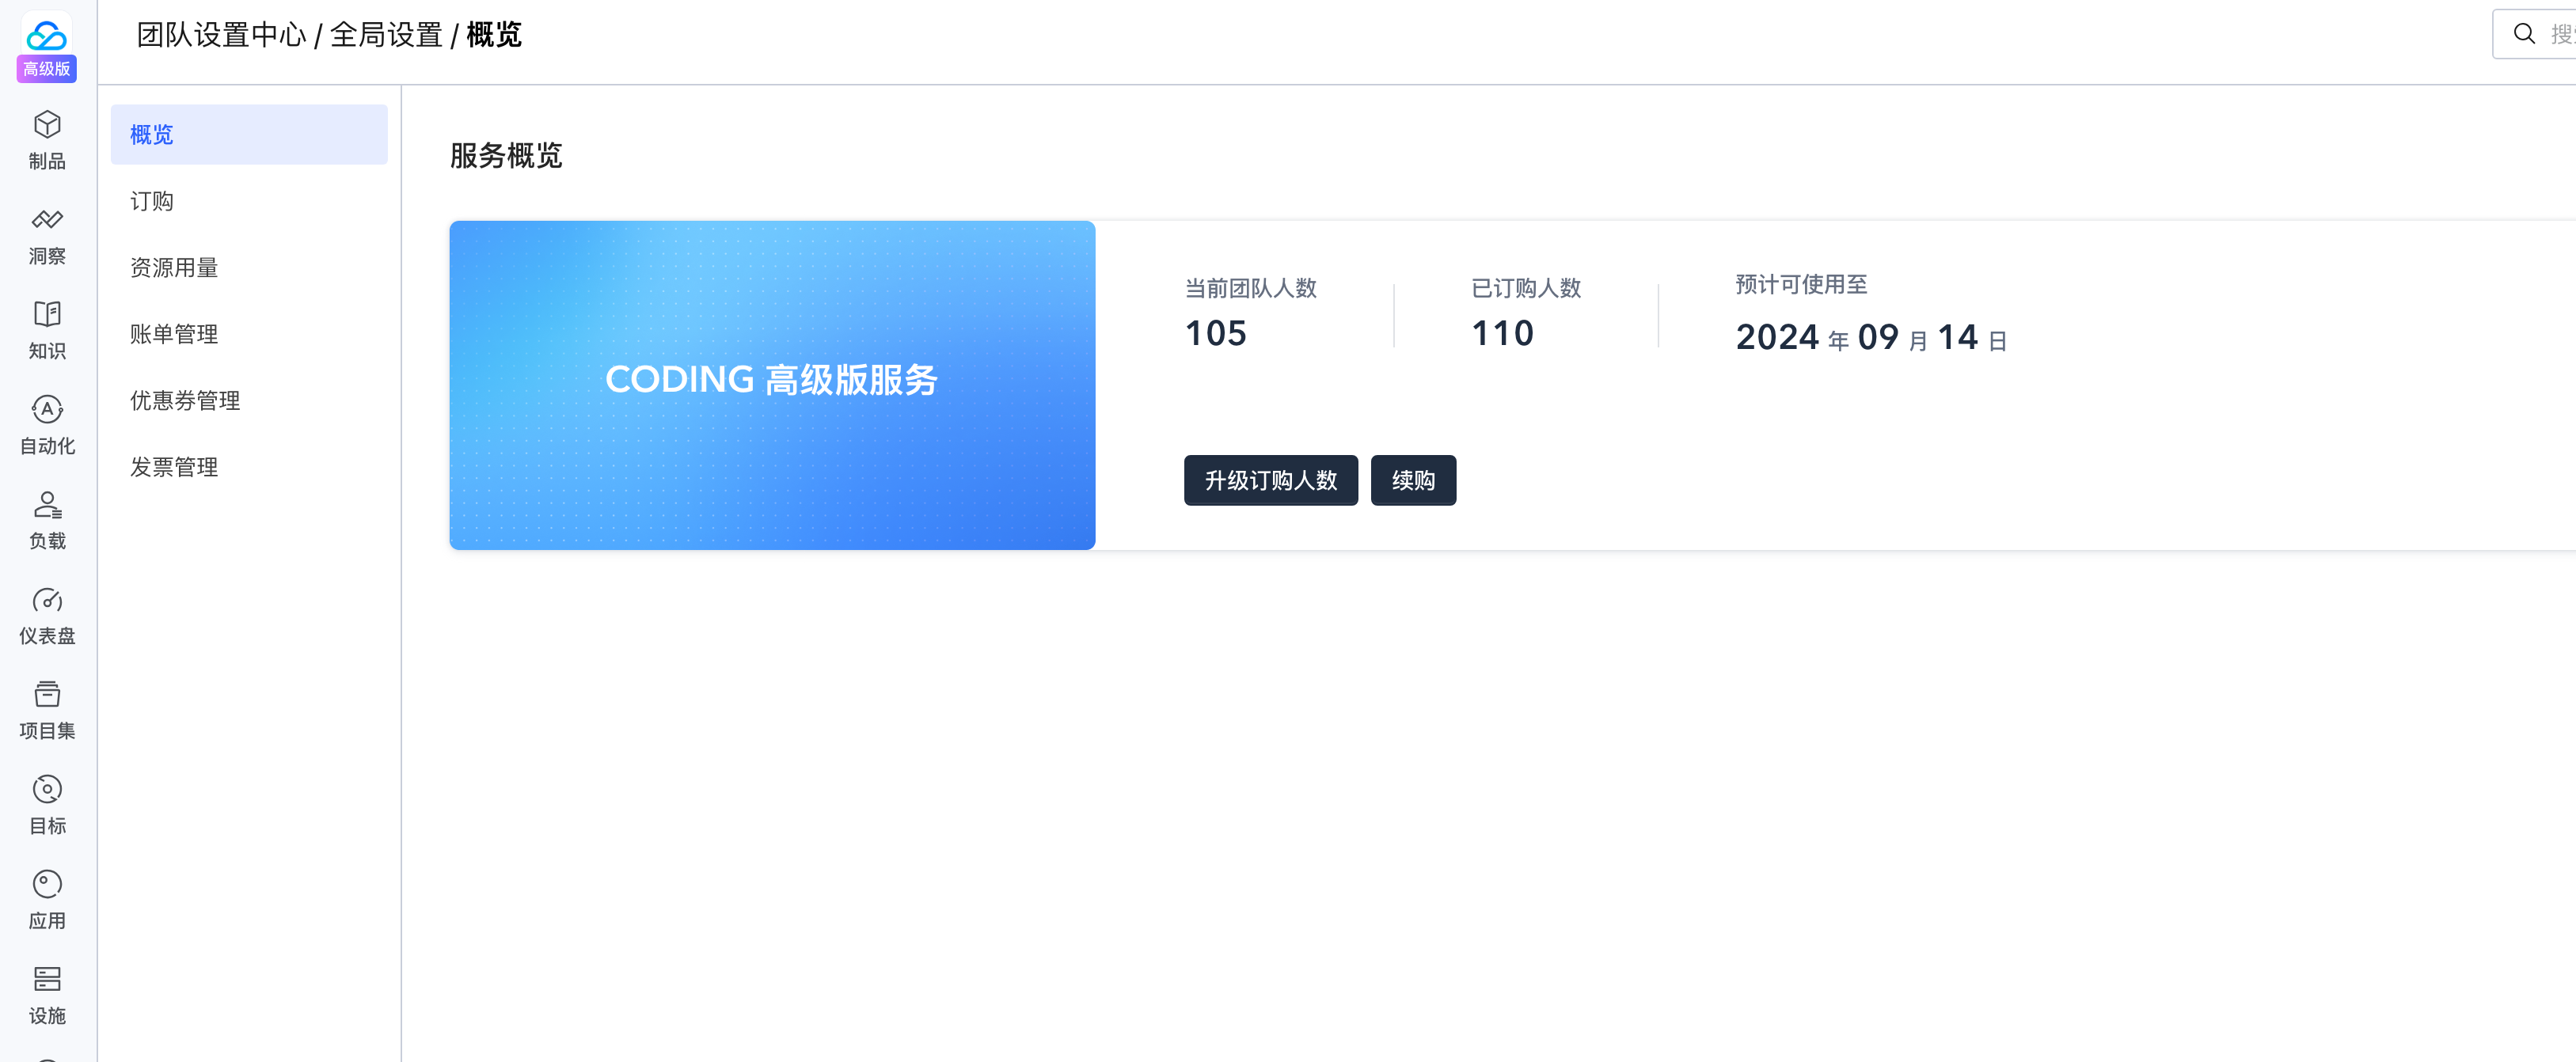 高级版
制品
洞察
知识
自动化
负载
仪表盘
项目集
目标
应用
设施
团队设置中心 / 全局设置 / 概览
概览
订购
资源用量
账单管理
优惠券管理
发票管理
服务概览
CODING 高级版服务
当前团队人数
105
已订购人数
110
预计可使用至
2024 年 09 月 14 日
升级订购人数
续购